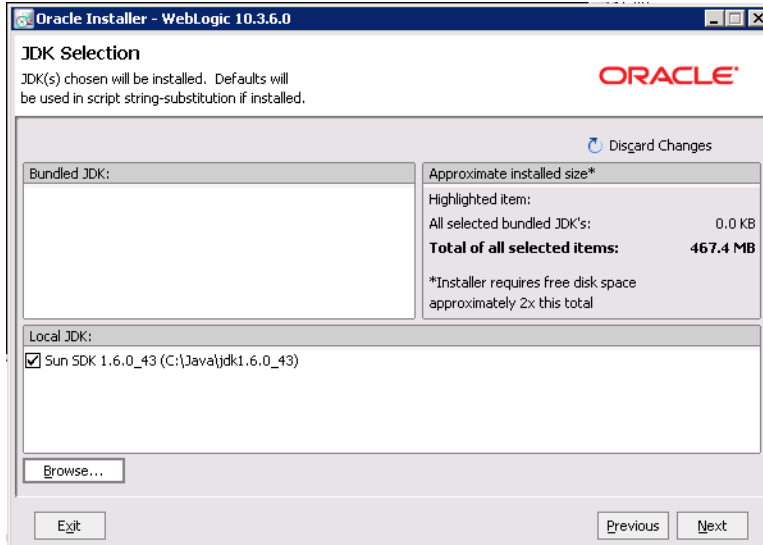 Oracle Installer - WebLogic 10.3.6.0
JDK Selection
JDK(s) chosen will be installed. Defaults will
be used in script string-substitution if installed.
ORACLE
Discard Changes
Bundled JDK:
Approximate installed size*
Highlighted item:
All selected bundled JDK's: 0.0 KB
Total of all selected items: 467.4 MB
*Installer requires free disk space
approximately 2x this total
Local JDK:
Sun SDK 1.6.0_43 (C:\Java\jdk1.6.0_43)
Browse...
Exit
Previous
Next